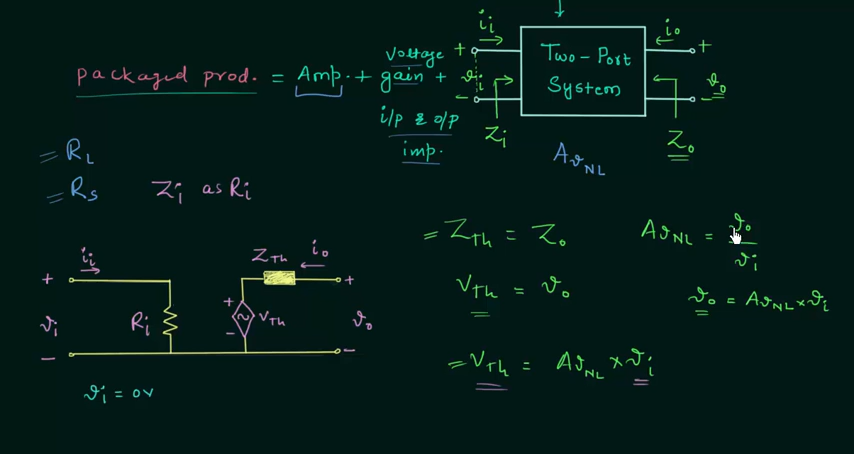 packaged prod. = Amp. + voltage gain + i/p & o/p imp.
ii
io
+
+
Two-Port System
vi
vo
-
-
Zi
Zo
AvNL
= RL
= Rs
Zi as Ri
ii
ZTh
io
+
+
vi
Ri
+
-
VTh
vo
-
-
vi = 0V
= ZTh = Zo
AvNL = vo / vi
VTh = vo
vo = AvNL × vi
= VTh = AvNL × vi